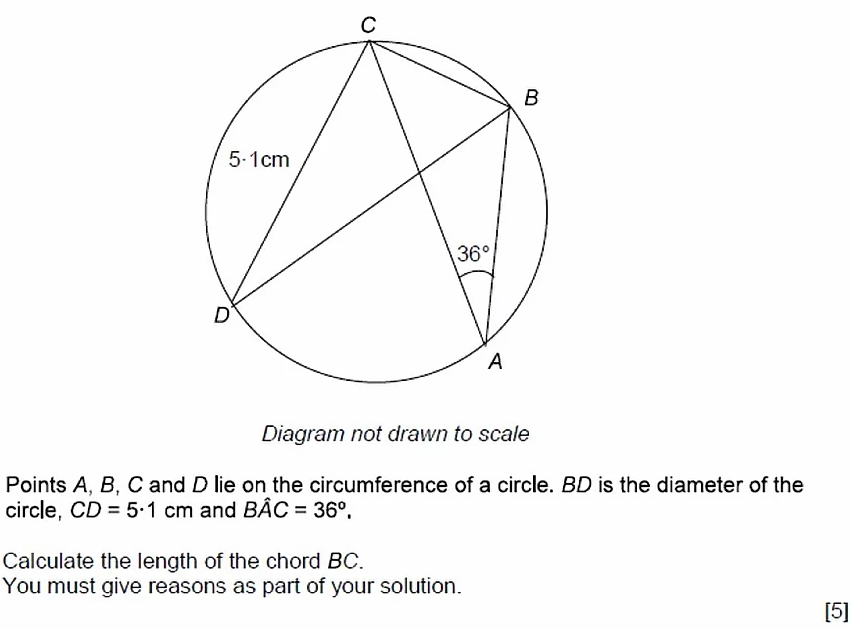 C
B
5·1cm
36º
D
A
Diagram not drawn to scale
Points A, B, C and D lie on the circumference of a circle. BD is the diameter of the
circle, CD = 5·1 cm and BÂC = 36º.
Calculate the length of the chord BC.
You must give reasons as part of your solution.
[5]